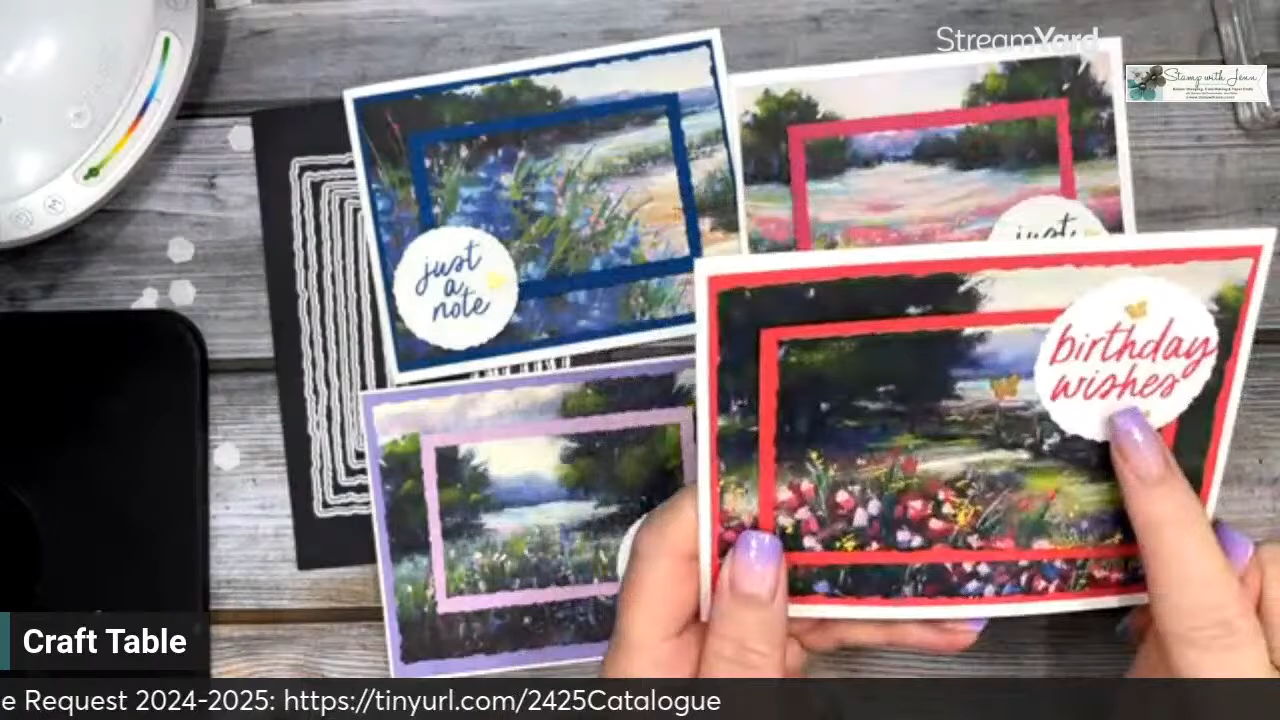 StreamYard
Stamp with Jenn
just
a
note
just
birthday
wishes
Craft Table
e Request 2024-2025: https://tinyurl.com/2425Catalogue